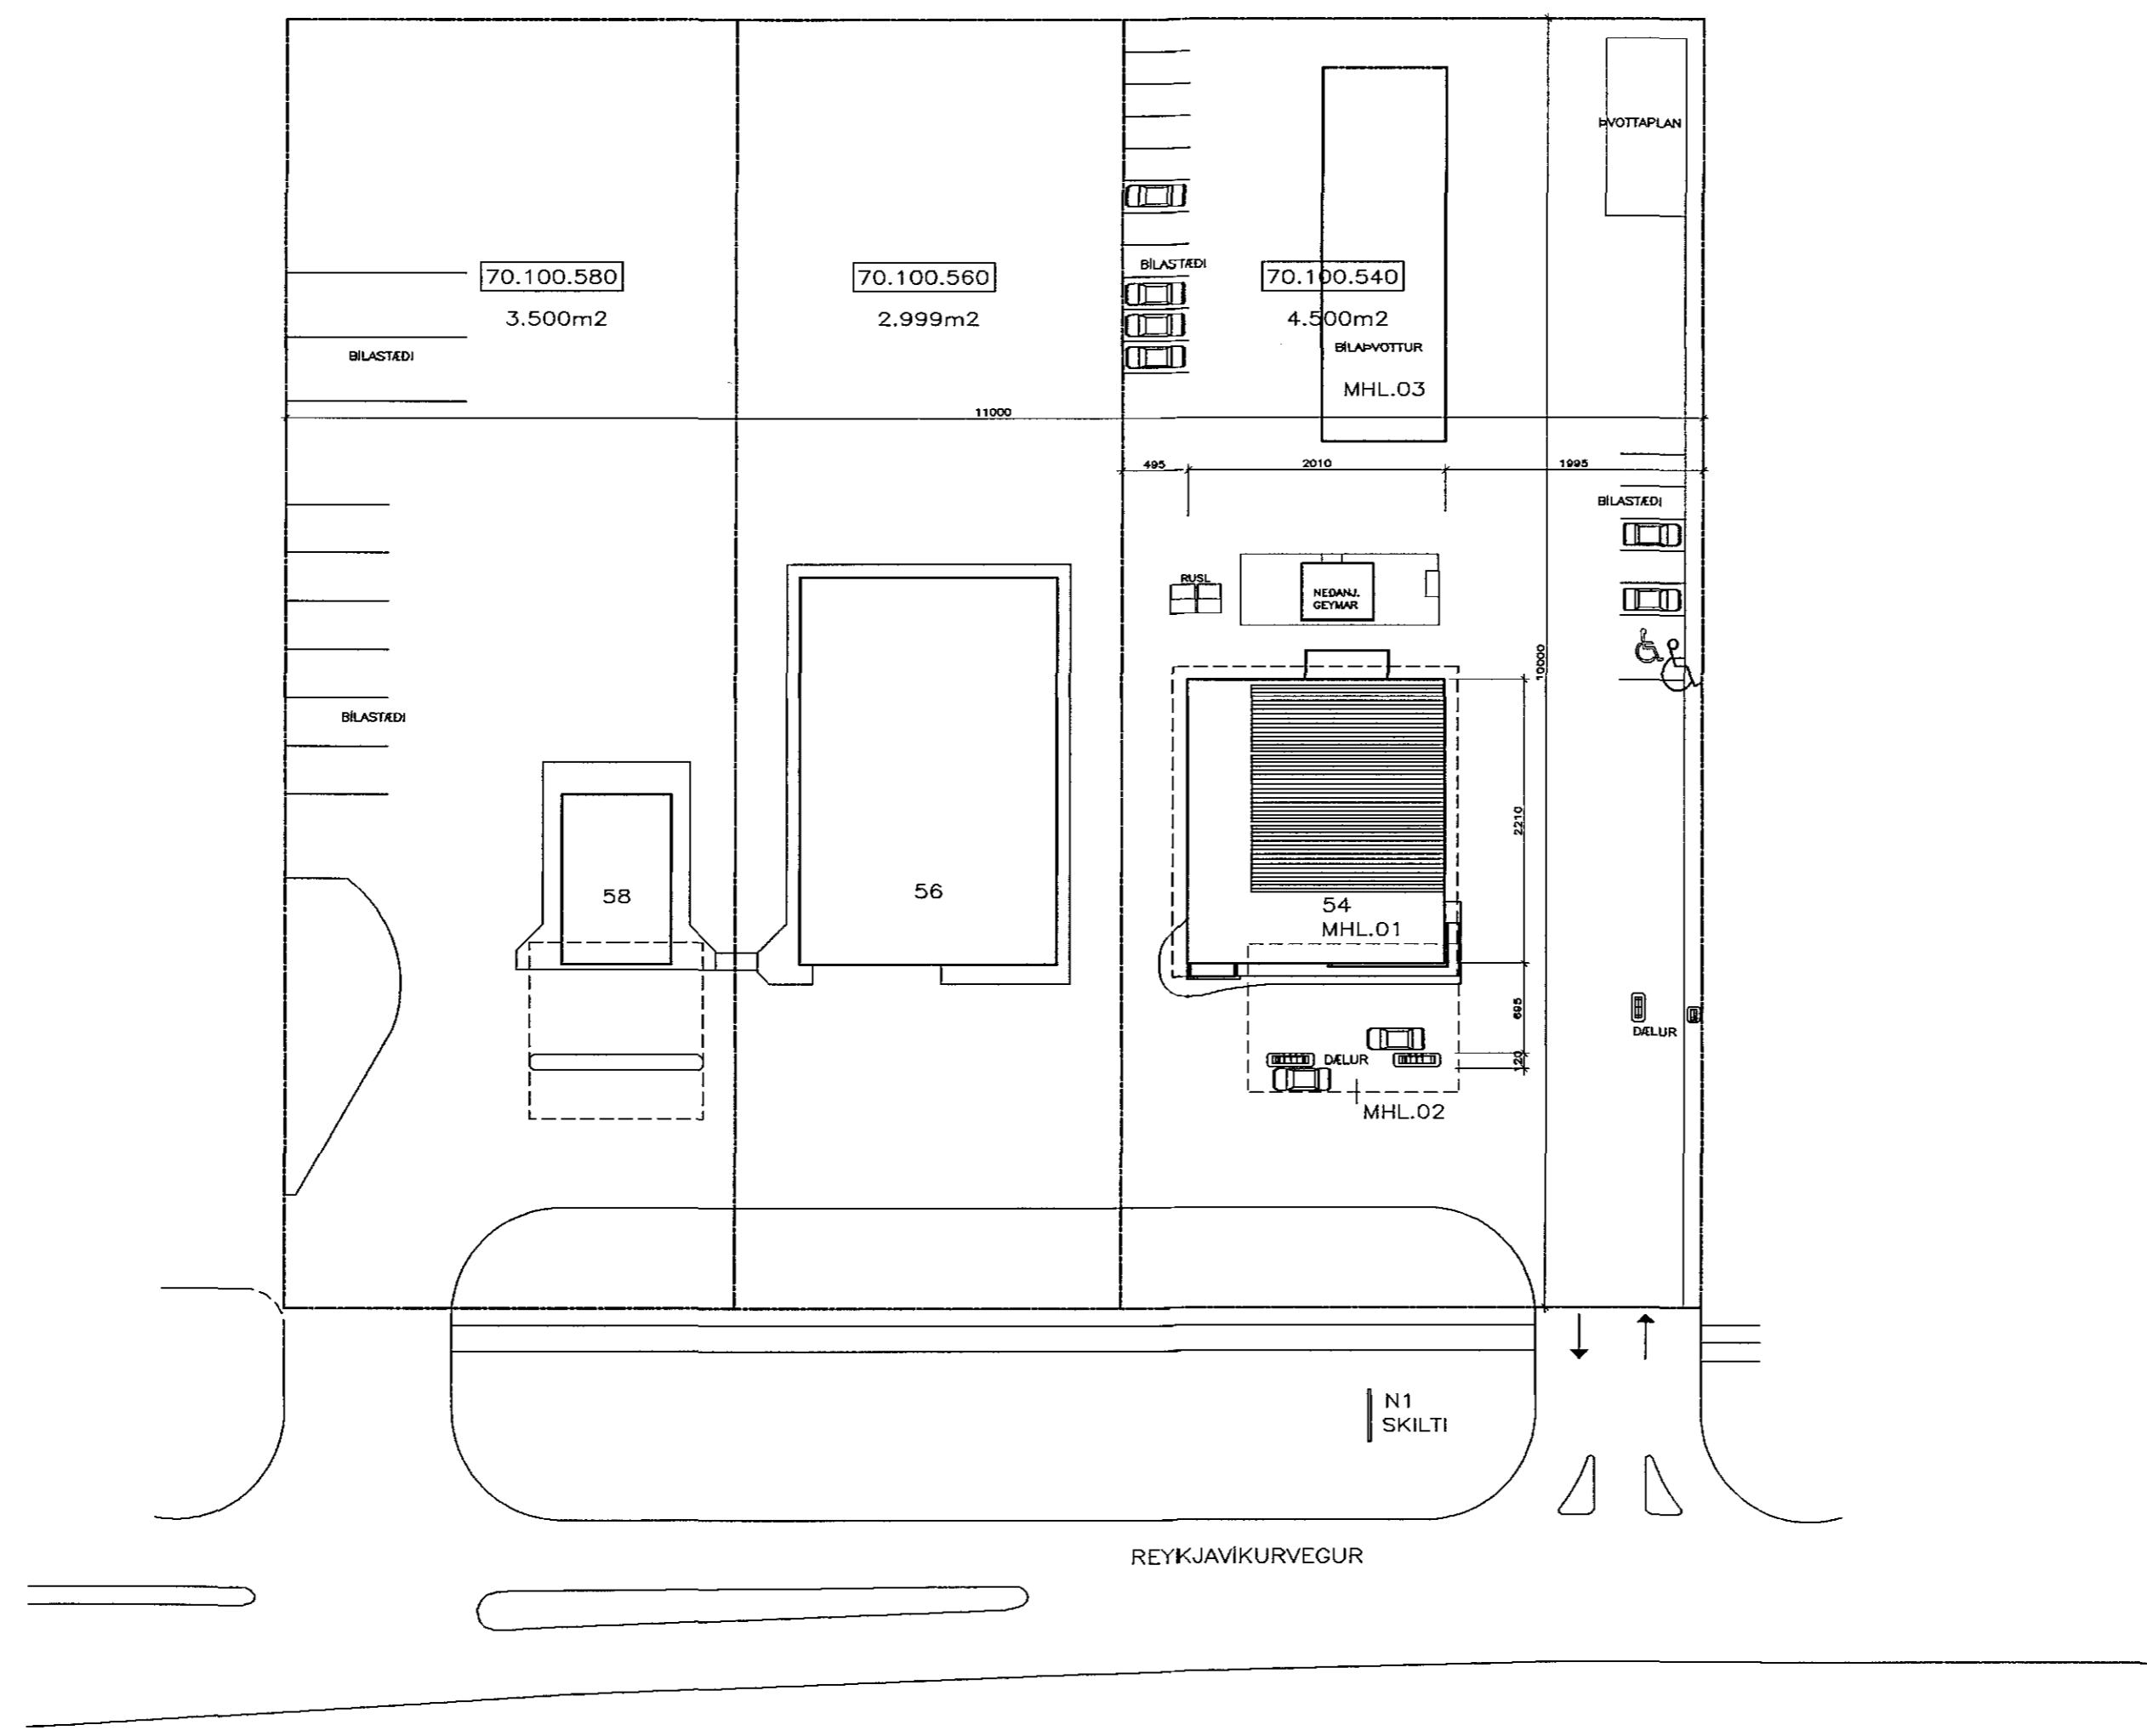 ÞVOTTAPLAN
70.100.580
3.500m2
70.100.560
2.999m2
BÍLASTÆÐI
70.100.540
4.500m2
BÍLAÞVOTTUR
MHL.03
BÍLASTÆÐI
11000
495
2010
1995
BÍLASTÆÐI
RUSL
NEÐANJ.
GEYMAR
10000
BÍLASTÆÐI
2210
58
56
54
MHL.01
695
DÆLUR
DÆLUR
120
MHL.02
N1
SKILTI
REYKJAVÍKURVEGUR